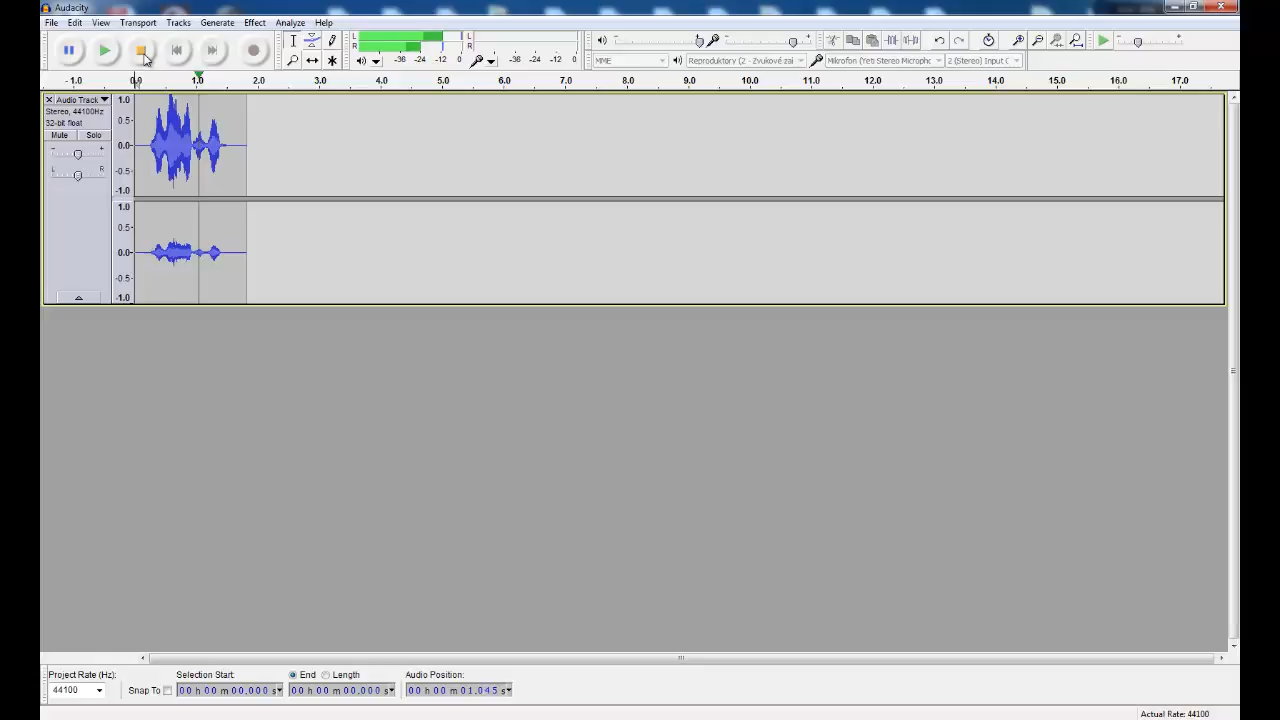 Audacity
File Edit View Transport Tracks Generate Effect Analyze Help
L R -36 -24 -12 0 L R -36 -24 -12 0
MME Reproduktory (2 - Zvukové zaí Mikrofon (Yeti Stereo Microphc 2 (Stereo) Input C
-1.0 0.0 1.0 2.0 3.0 4.0 5.0 6.0 7.0 8.0 9.0 10.0 11.0 12.0 13.0 14.0 15.0 16.0 17.0
Audio Track
Stereo, 44100Hz
32-bit float
Mute Solo
- +
L R
1.0
0.5-
0.0-
-0.5-
-1.0
1.0
0.5-
0.0-
-0.5-
-1.0
Project Rate (Hz): Selection Start: End Length Audio Position:
44100 Snap To 00 h 00 m 00.000 s 00 h 00 m 00.000 s 00 h 00 m 01.045 s
Actual Rate: 44100